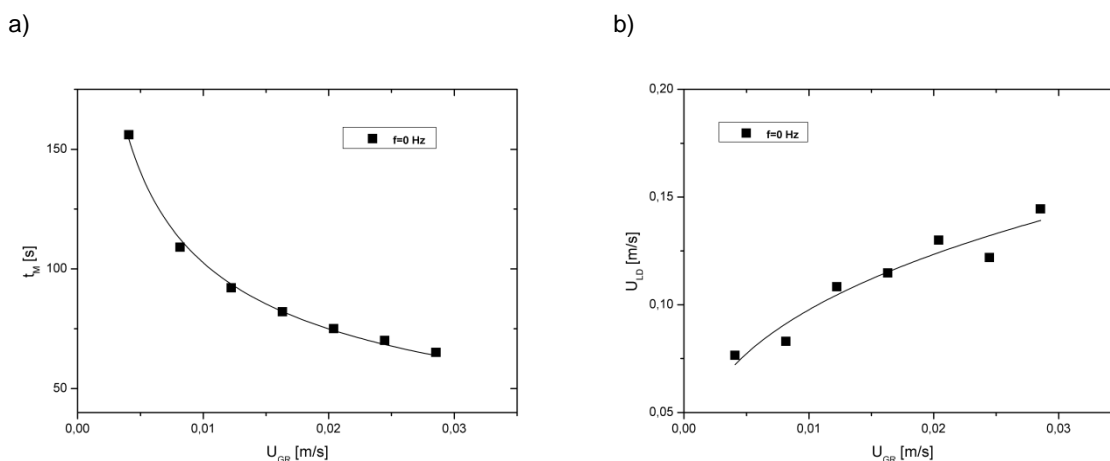 a)
b)
150
100
50
t_M [s]
f=0 Hz
0,00
0,01
0,02
0,03
U_GR [m/s]
0,20
0,15
0,10
0,05
U_LD [m/s]
f=0 Hz
0,00
0,01
0,02
0,03
U_GR [m/s]